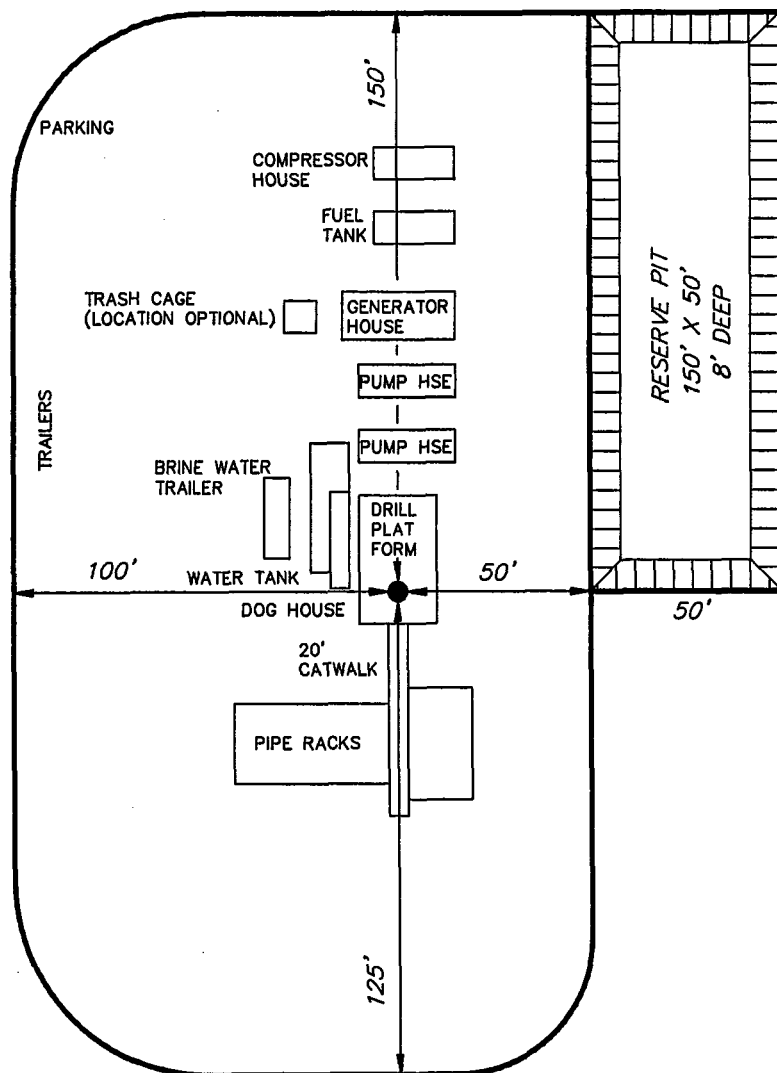 150'
PARKING
COMPRESSOR
HOUSE
FUEL
TANK
TRASH CAGE
(LOCATION OPTIONAL)
GENERATOR
HOUSE
PUMP HSE
PUMP HSE
RESERVE PIT
150' X 50'
8' DEEP
TRAILERS
BRINE WATER
TRAILER
DRILL
PLAT
FORM
WATER TANK
100'
50'
DOG HOUSE
50'
20'
CATWALK
PIPE RACKS
125'